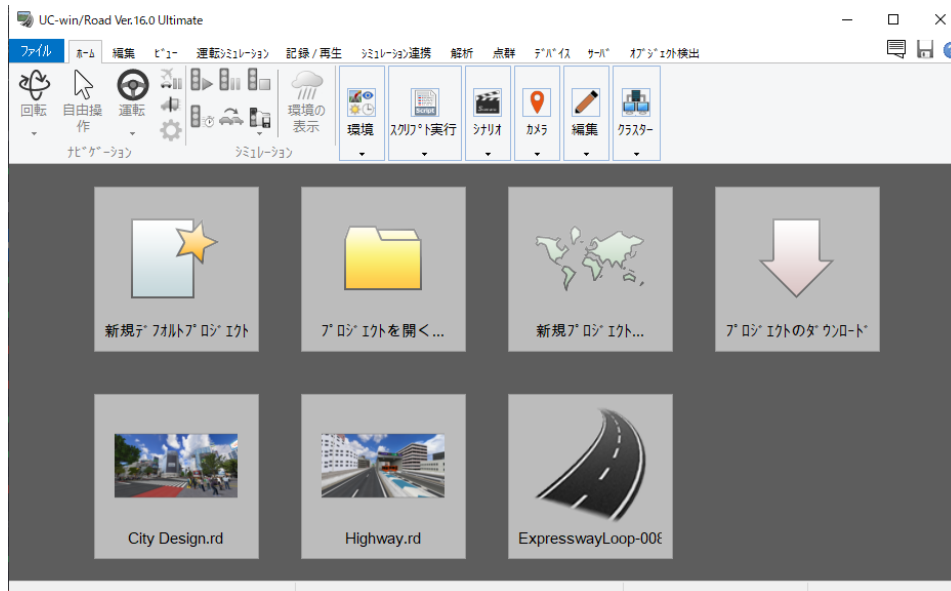 UC-win/Road Ver.16.0 Ultimate
ファイル ﾎｰﾑ 編集 ﾋﾞｭｰ 運転ｼﾐｭﾚｰｼｮﾝ 記録/再生 ｼﾐｭﾚｰｼｮﾝ連携 解析 点群 ﾃﾞﾊﾞｲｽ ｻｰﾊﾞ ｵﾌﾞｼﾞｪｸﾄ検出
回転 自由操作 運転 環境の表示 環境 ｽｸﾘﾌﾟﾄ実行 ｼﾅﾘｵ ｶﾒﾗ 編集 ｸﾗｽﾀｰ
ﾅﾋﾞｹﾞｰｼｮﾝ ｼﾐｭﾚｰｼｮﾝ
新規ﾃﾞﾌｫﾙﾄﾌﾟﾛｼﾞｪｸﾄ ﾌﾟﾛｼﾞｪｸﾄを開く... 新規ﾌﾟﾛｼﾞｪｸﾄ... ﾌﾟﾛｼﾞｪｸﾄのﾀﾞｳﾝﾛｰﾄﾞ
City Design.rd Highway.rd ExpresswayLoop-008